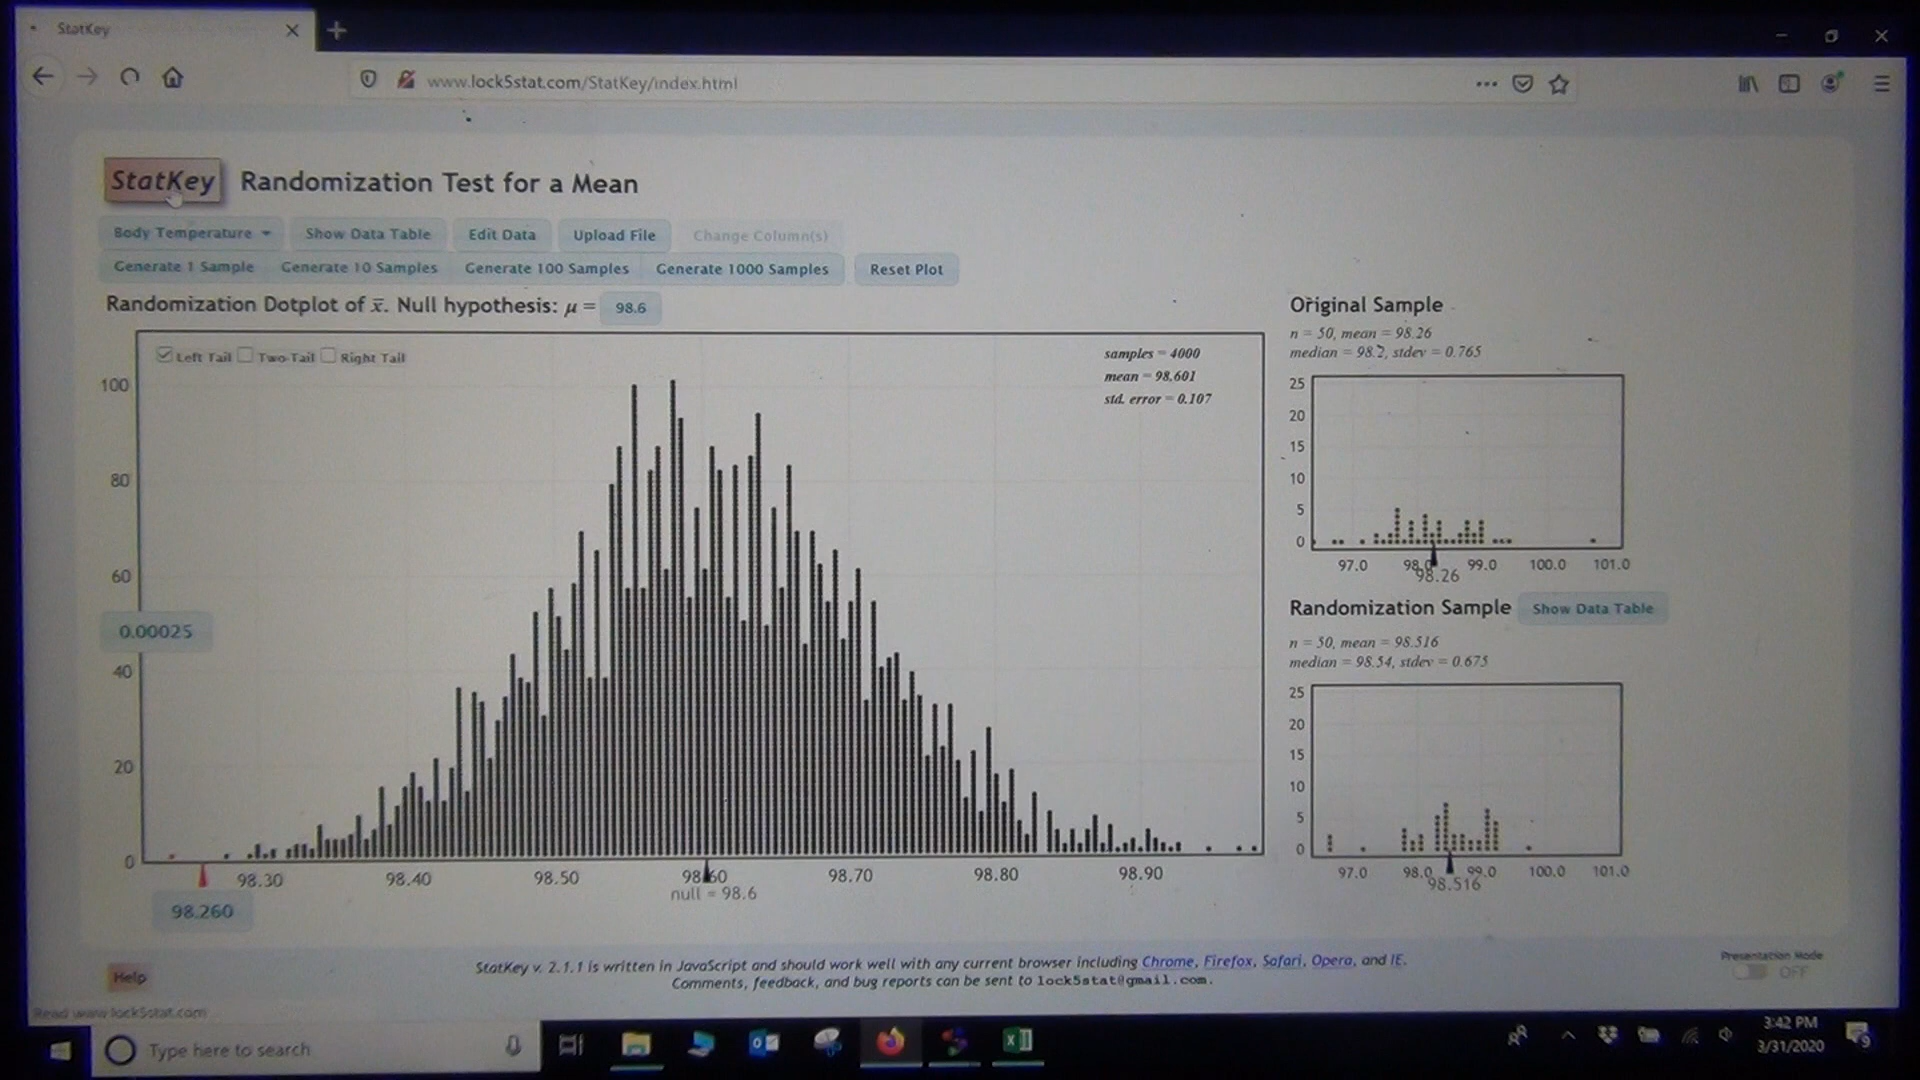 StatKey
www.lock5stat.com/StatKey/index.html
StatKey Randomization Test for a Mean
Body Temperature Show Data Table Edit Data Upload File Change Column(s)
Generate 1 Sample Generate 10 Samples Generate 100 Samples Generate 1000 Samples Reset Plot
Randomization Dotplot of x̅. Null hypothesis: μ = 98.6
Left Tail Two-Tail Right Tail
samples = 4000
mean = 98.601
std. error = 0.107
100
80
60
40
20
0
0.00025
98.30 98.40 98.50 98.60 98.70 98.80 98.90
null = 98.6
98.260
Original Sample
n = 50, mean = 98.26
median = 98.2, stdev = 0.765
25
20
15
10
5
0
97.0 98.0 99.0 100.0 101.0
98.26
Randomization Sample Show Data Table
n = 50, mean = 98.516
median = 98.54, stdev = 0.675
25
20
15
10
5
0
97.0 98.0 99.0 100.0 101.0
98.516
Help
StatKey v. 2.1.1 is written in JavaScript and should work well with any current browser including Chrome, Firefox, Safari, Opera, and IE.
Comments, feedback, and bug reports can be sent to lock5stat@gmail.com.
Presentation Mode
OFF
Read www.lock5stat.com
Type here to search
3:42 PM
3/31/2020
9